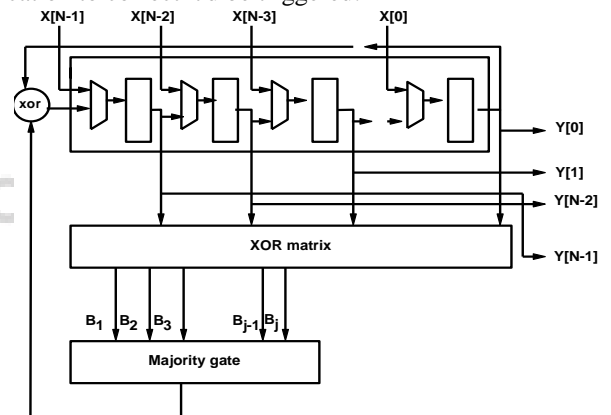 X[N-1] X[N-2] X[N-3] X[0]
xor
Y[0]
Y[1]
Y[N-2]
XOR matrix
Y[N-1]
B1 B2 B3 Bj-1 Bj
Majority gate